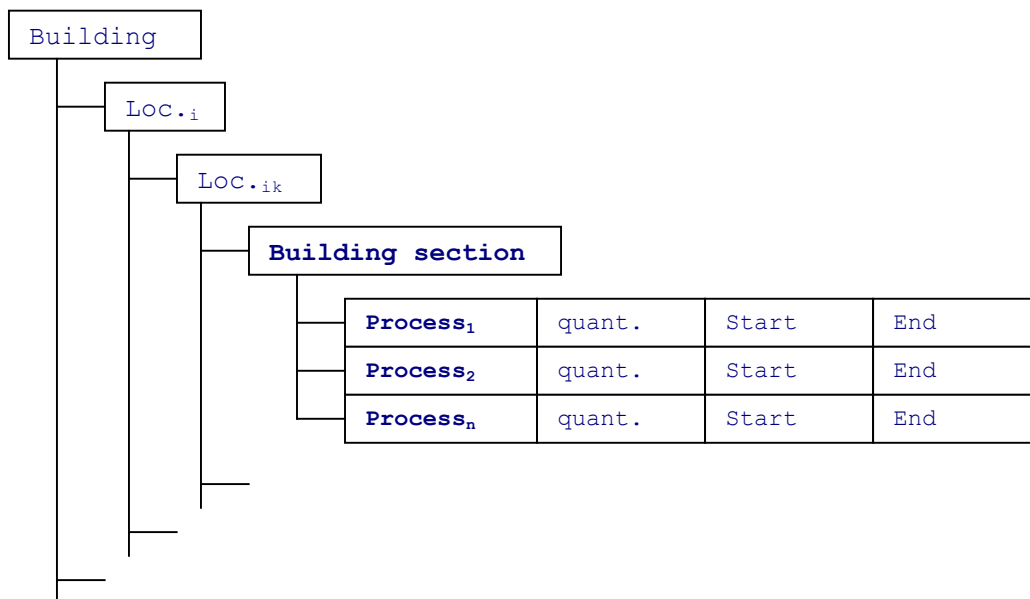 Building
Loc.i
Loc.ik
Building section
Process1 quant. Start End
Process2 quant. Start End
Processn quant. Start End